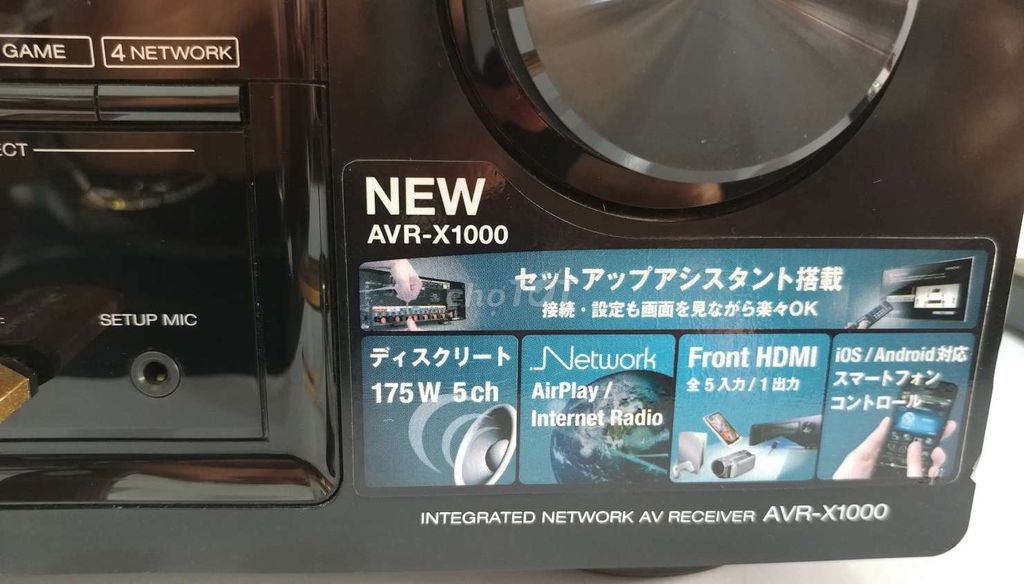 GAME
4 NETWORK
ECT
SETUP MIC
NEW
AVR-X1000
セットアップアシスタント搭載
接続・設定も画面を見ながら楽々OK
ディスクリート
175W 5ch
Network
AirPlay /
Internet Radio
Front HDMI
全5入力/1出力
iOS / Android対応
スマートフォン
コントロール
INTEGRATED NETWORK AV RECEIVER AVR-X1000